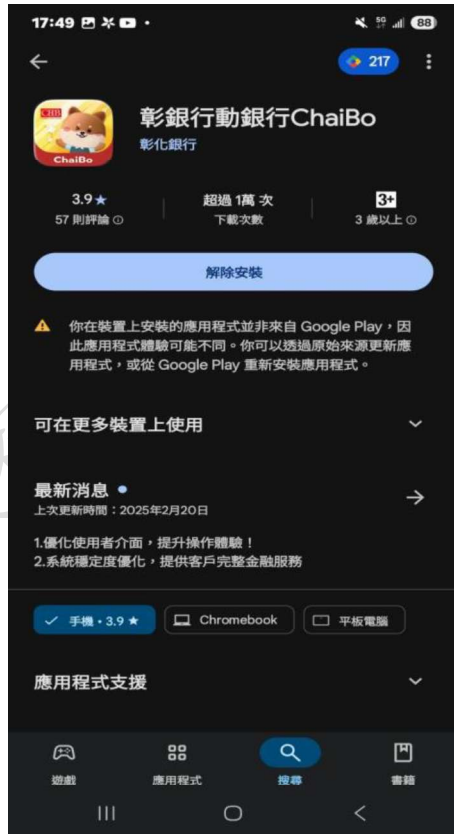 17:49
5G
88
217
CHB
ChaiBo
彰銀行動銀行ChaiBo
彰化銀行
3.9★
57 則評論
超過 1萬 次
下載次數
3+
3 歲以上
解除安裝
你在裝置上安裝的應用程式並非來自 Google Play，因
此應用程式體驗可能不同。你可以透過原始來源更新應
用程式，或從 Google Play 重新安裝應用程式。
可在更多裝置上使用
最新消息
上次更新時間：2025年2月20日
1.優化使用者介面，提升操作體驗！
2.系統穩定度優化，提供客戶完整金融服務
手機 • 3.9 ★
Chromebook
平板電腦
應用程式支援
遊戲
應用程式
搜尋
書籍